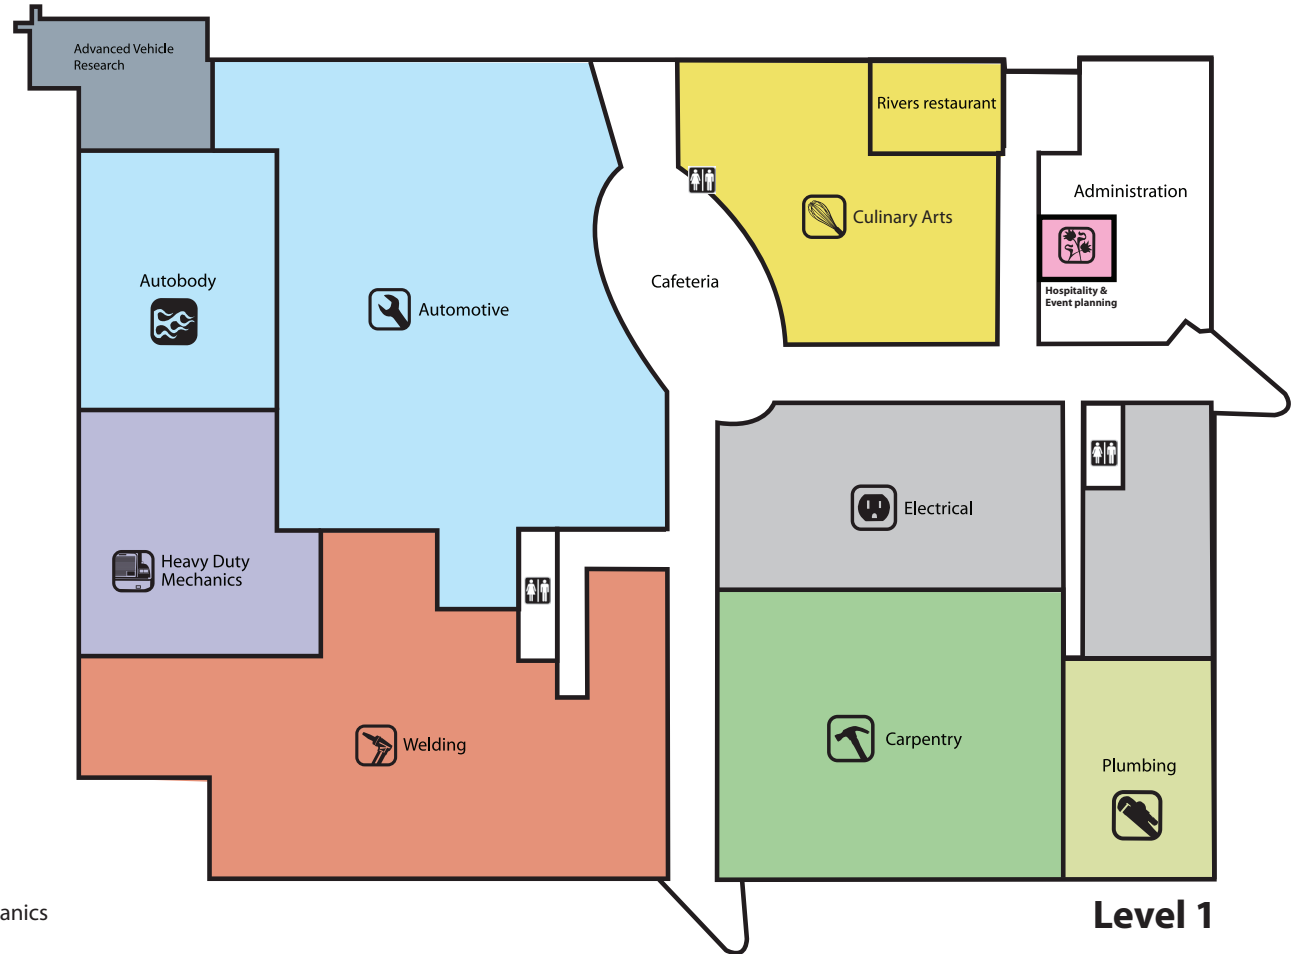 Advanced Vehicle
Research
Rivers restaurant
Administration
Culinary Arts
Autobody
Cafeteria
Hospitality &
Event planning
Automotive
Electrical
Heavy Duty
Mechanics
Welding
Carpentry
Plumbing
anics
Level 1